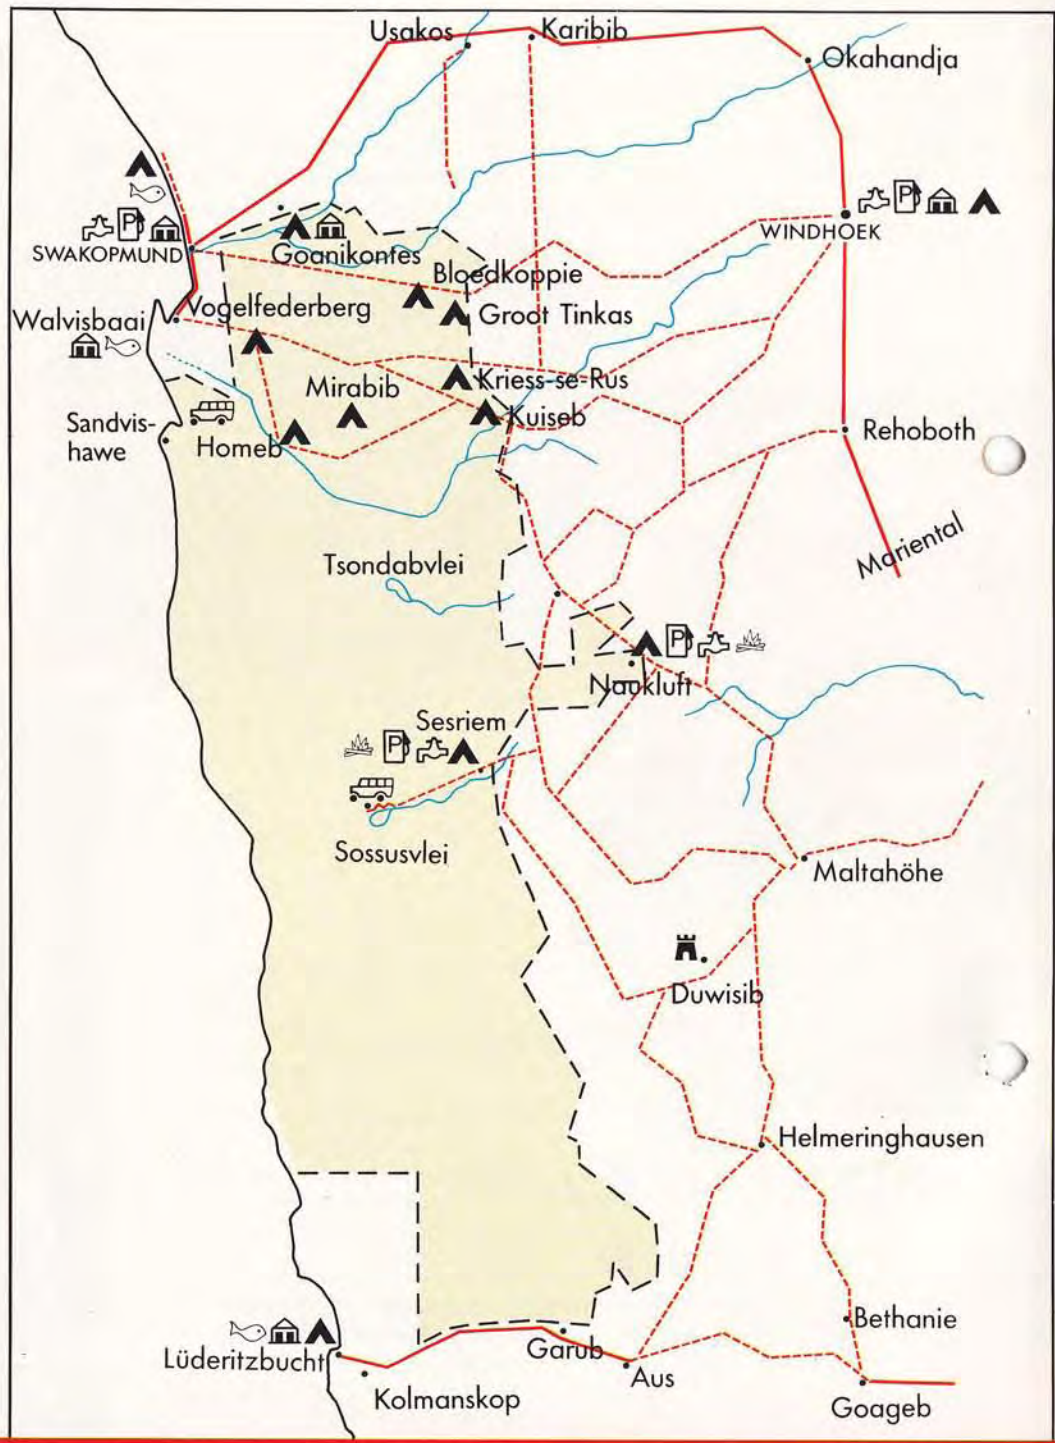 Usakos
Karibib
Okahandja
P
P
SWAKOPMUND
WINDHOEK
Goanikontes
Bloedkoppie
Vogelfederberg
Groot Tinkas
Walvisbaai
Mirabib
Kriess-se-Rus
Kuiseb
Sandvis-
hawe
Homeb
Rehoboth
Mariental
Tsondabvlei
P
Naukluft
Sesriem
P
Sossusvlei
Maltahöhe
Duwisib
Helmeringhausen
Bethanie
Lüderitzbucht
Garub
Kolmanskop
Aus
Goageb